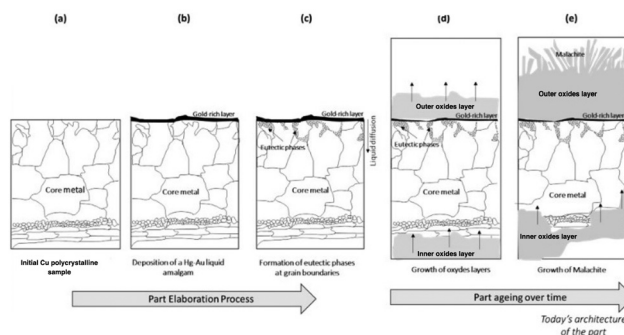 (a)
(b)
(c)
(d)
(e)
Malachine
Outer oxides layer
Outer oxides layer
Gold-rich layer
Gold-rich layer
Gold-rich layer
Gold-rich layer
Eutectic phases
Liquid diffusion
Eutectic phases
Core metal
Core metal
Core metal
Core metal
Core metal
Inner oxides layer
Inner oxides layer
Initial Cu polycrystalline
sample
Deposition of a Hg-Au liquid
amalgam
Formation of eutectic phases
at grain boundaries
Growth of oxydes layers
Growth of Malachite
Part Elaboration Process
Part ageing over time
Today's architecture
of the part